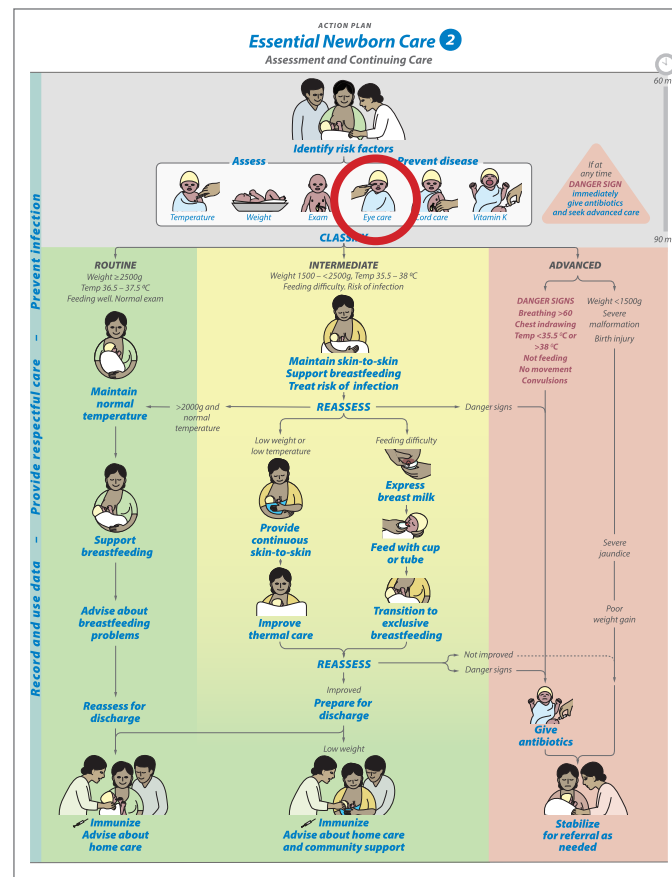 ACTION PLAN
Essential Newborn Care 2
Assessment and Continuing Care
60 m
Identify risk factors
Assess
Prevent disease
Temperature
Weight
Exam
Eye care
Cord care
Vitamin K
If at
any time
DANGER SIGN
immediately
give antibiotics
and seek advanced care
CLASSIFY
90 m
Record and use data – Provide respectful care – Prevent infection
ROUTINE
Weight ≥2500g
Temp 36.5 – 37.5 ºC
Feeding well. Normal exam
INTERMEDIATE
Weight 1500 – <2500g, Temp 35.5 – 38 ºC
Feeding difficulty. Risk of infection
ADVANCED
DANGER SIGNS
Breathing >60
Chest indrawing
Temp <35.5 ºC or
>38 ºC
Not feeding
No movement
Convulsions
Weight <1500g
Severe
malformation
Birth injury
Maintain skin-to-skin
Support breastfeeding
Treat risk of infection
Maintain
normal
temperature
>2000g and
normal
temperature
REASSESS
Danger signs
Low weight or
low temperature
Feeding difficulty
Express
breast milk
Provide
continuous
skin-to-skin
Feed with cup
or tube
Support
breastfeeding
Severe
jaundice
Advise about
breastfeeding
problems
Improve
thermal care
Transition to
exclusive
breastfeeding
Poor
weight gain
REASSESS
Not improved
Danger signs
Improved
Reassess for
discharge
Prepare for
discharge
Give
antibiotics
Low weight
Immunize
Advise about
home care
Immunize
Advise about home care
and community support
Stabilize
for referral as
needed